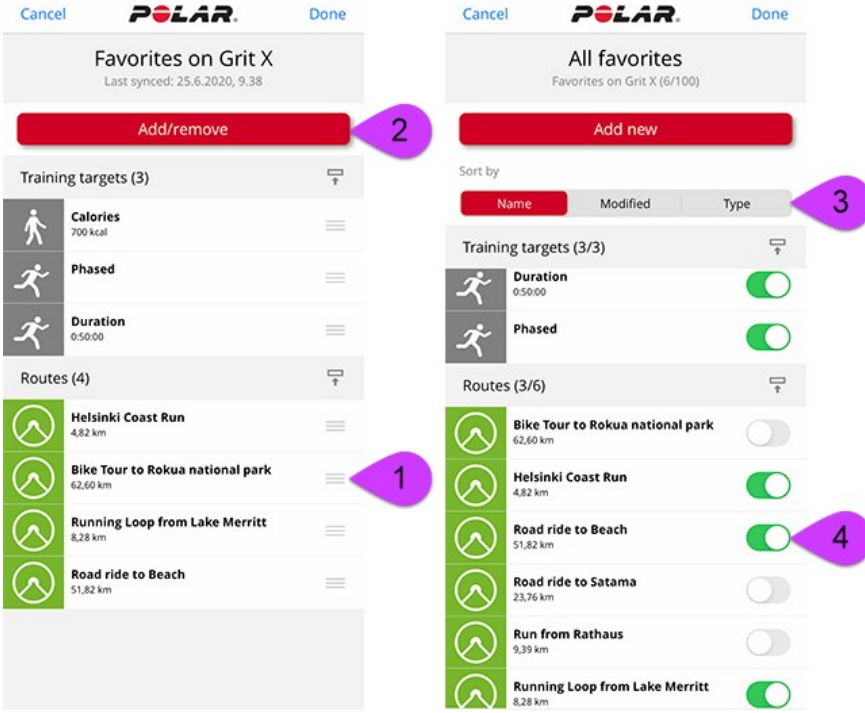 Cancel
POLAR
Done
Favorites on Grit X
Last synced: 25.6.2020, 9.38
Add/remove
2
Training targets (3)
Calories
700 kcal
Phased
Duration
0:50:00
Routes (4)
Helsinki Coast Run
4,82 km
Bike Tour to Rokua national park
62,60 km
1
Running Loop from Lake Merritt
8,28 km
Road ride to Beach
51,82 km
Cancel
POLAR
Done
All favorites
Favorites on Grit X (6/100)
Add new
Sort by
Name
Modified
Type
3
Training targets (3/3)
Duration
0:50:00
Phased
Routes (3/6)
Bike Tour to Rokua national park
62,60 km
Helsinki Coast Run
4,82 km
Road ride to Beach
51,82 km
4
Road ride to Satama
23,76 km
Run from Rathaus
9,39 km
Running Loop from Lake Merritt
8,28 km